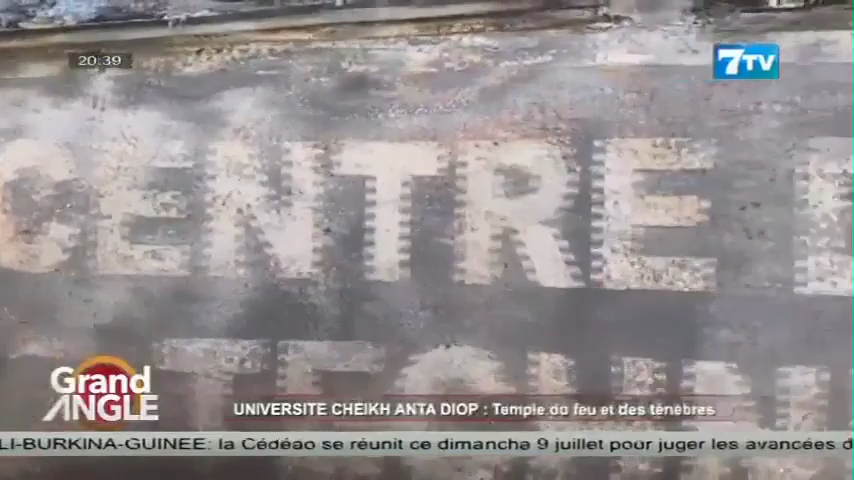 20:39
7TV
CENTRE
Grand
ANGLE
UNIVERSITE CHEIKH ANTA DIOP : Temple du feu et des ténèbres
LI-BURKINA-GUINEE: la Cédéao se réunit ce dimanche 9 juillet pour juger les avancées d